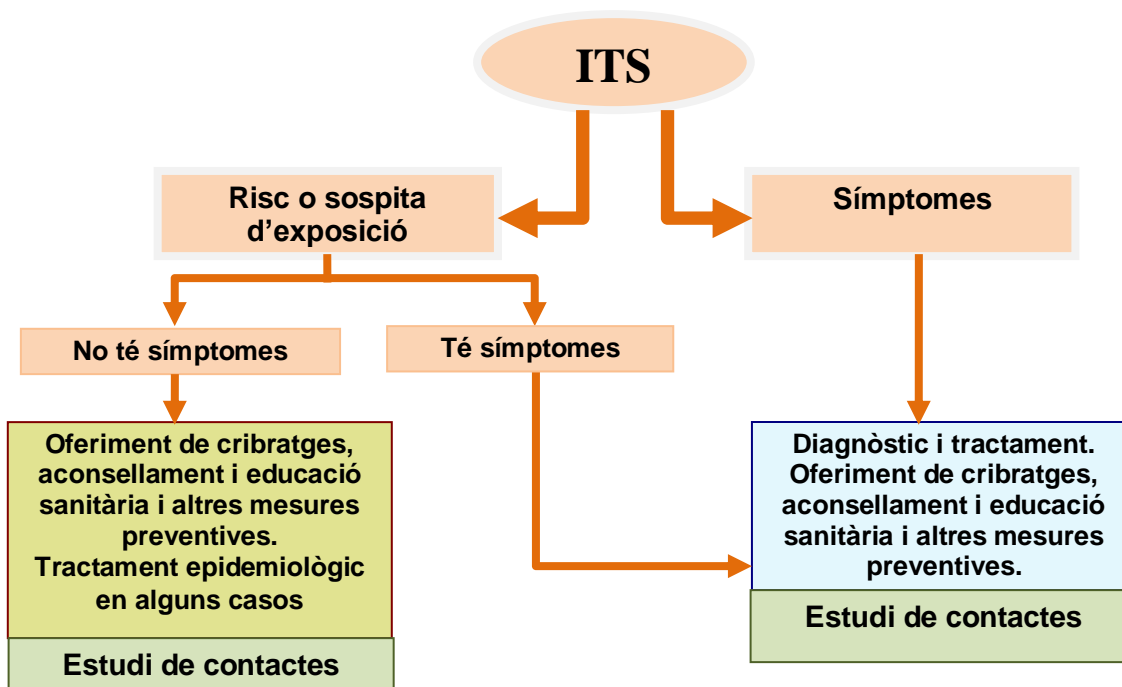 ITS
Risc o sospita
d’exposició
Símptomes
No té símptomes
Té símptomes
Oferiment de cribratges,
aconsellament i educació
sanitària i altres mesures
preventives.
Tractament epidemiològic
en alguns casos
Estudi de contactes
Diagnòstic i tractament.
Oferiment de cribratges,
aconsellament i educació
sanitària i altres mesures
preventives.
Estudi de contactes